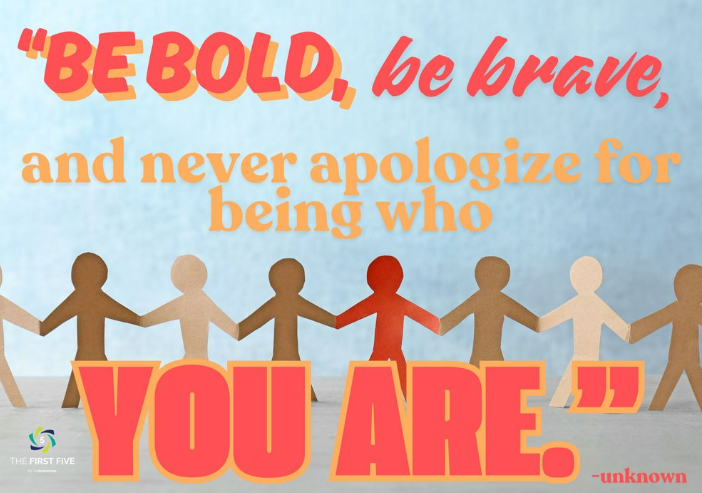 “BE BOLD, be brave,
and never apologize for
being who
YOU ARE.”
THE FIRST FIVE
-unknown